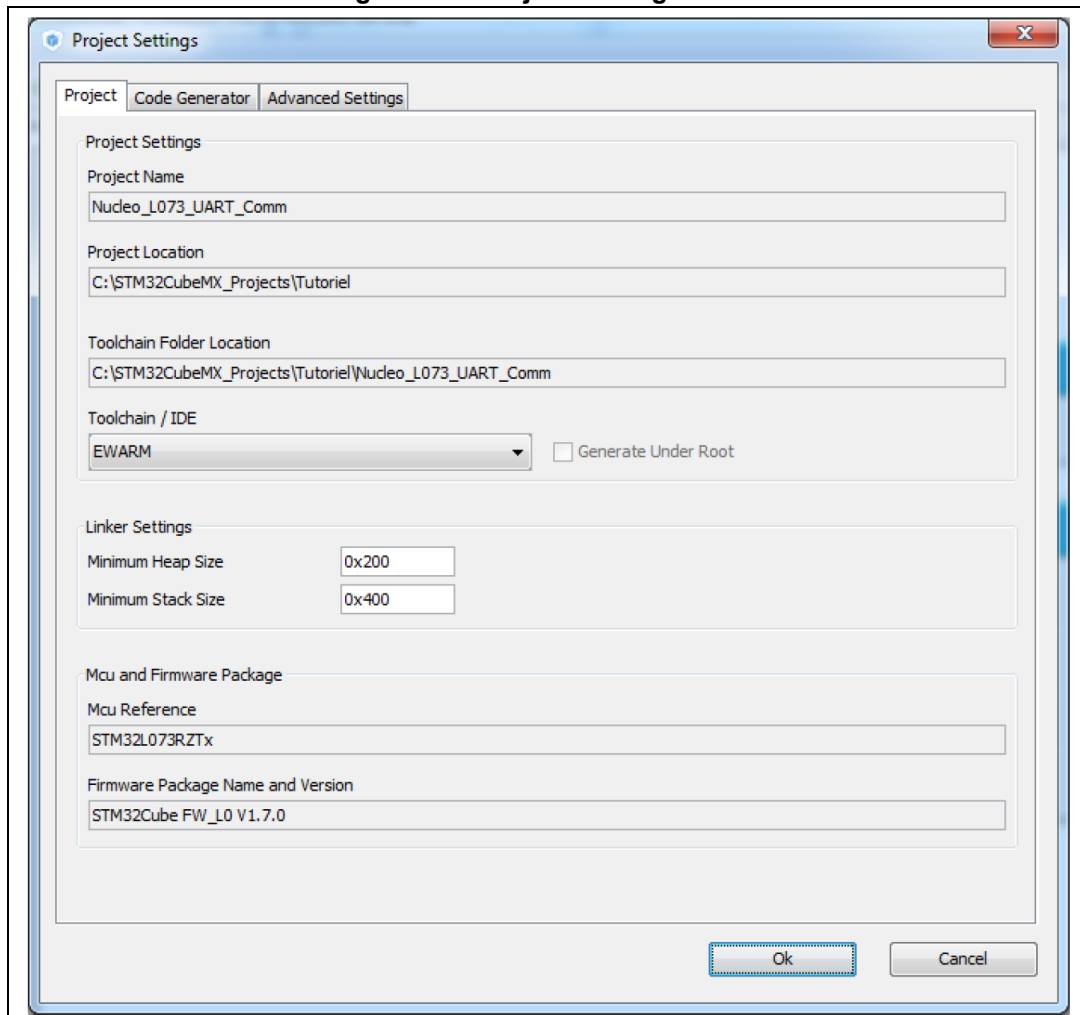 Project Settings
Project Code Generator Advanced Settings
Project Settings
Project Name
Nucleo_L073_UART_Comm
Project Location
C:\STM32CubeMX_Projects\Tutoriel
Toolchain Folder Location
C:\STM32CubeMX_Projects\Tutoriel\Nucleo_L073_UART_Comm
Toolchain / IDE
EWARM Generate Under Root
Linker Settings
Minimum Heap Size 0x200
Minimum Stack Size 0x400
Mcu and Firmware Package
Mcu Reference
STM32L073RZTx
Firmware Package Name and Version
STM32Cube FW_L0 V1.7.0
Ok Cancel